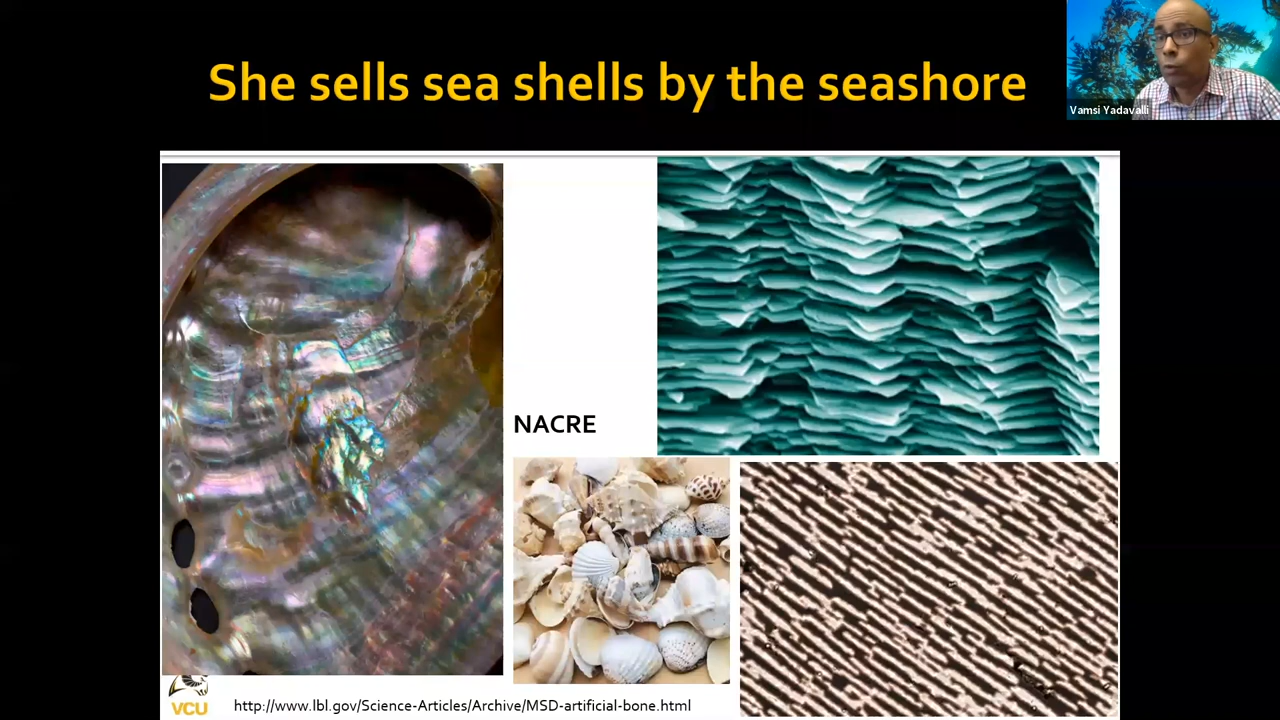 She sells sea shells by the seashore
Vamsi Yadavalli
NACRE
VCU
http://www.lbl.gov/Science-Articles/Archive/MSD-artificial-bone.html